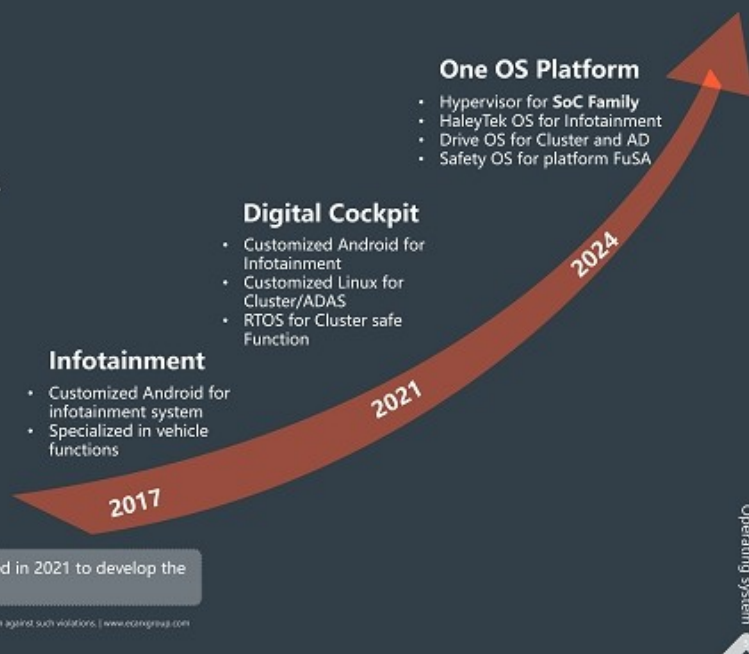 One OS Platform
• Hypervisor for SoC Family
• HaleyTek OS for Infotainment
• Drive OS for Cluster and AD
• Safety OS for platform FuSA
Digital Cockpit
• Customized Android for
Infotainment
• Customized Linux for
Cluster/ADAS
• RTOS for Cluster safe
Function
Infotainment
• Customized Android for
infotainment system
• Specialized in vehicle
functions
2024
2021
2017
d in 2021 to develop the
against such violations. | www.ecarxgroup.com
Operating system